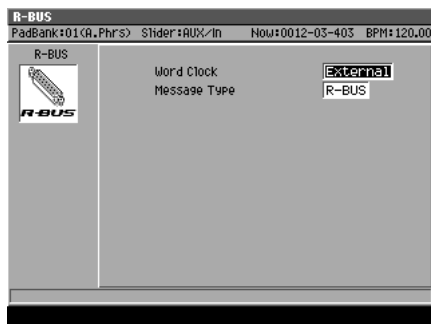 R-BUS
PadBank:01(A.Phrs) Slider:AUX/In Now:0012-03-403 BPM:120.00
R-BUS
R-BUS
Word Clock External
Message Type R-BUS